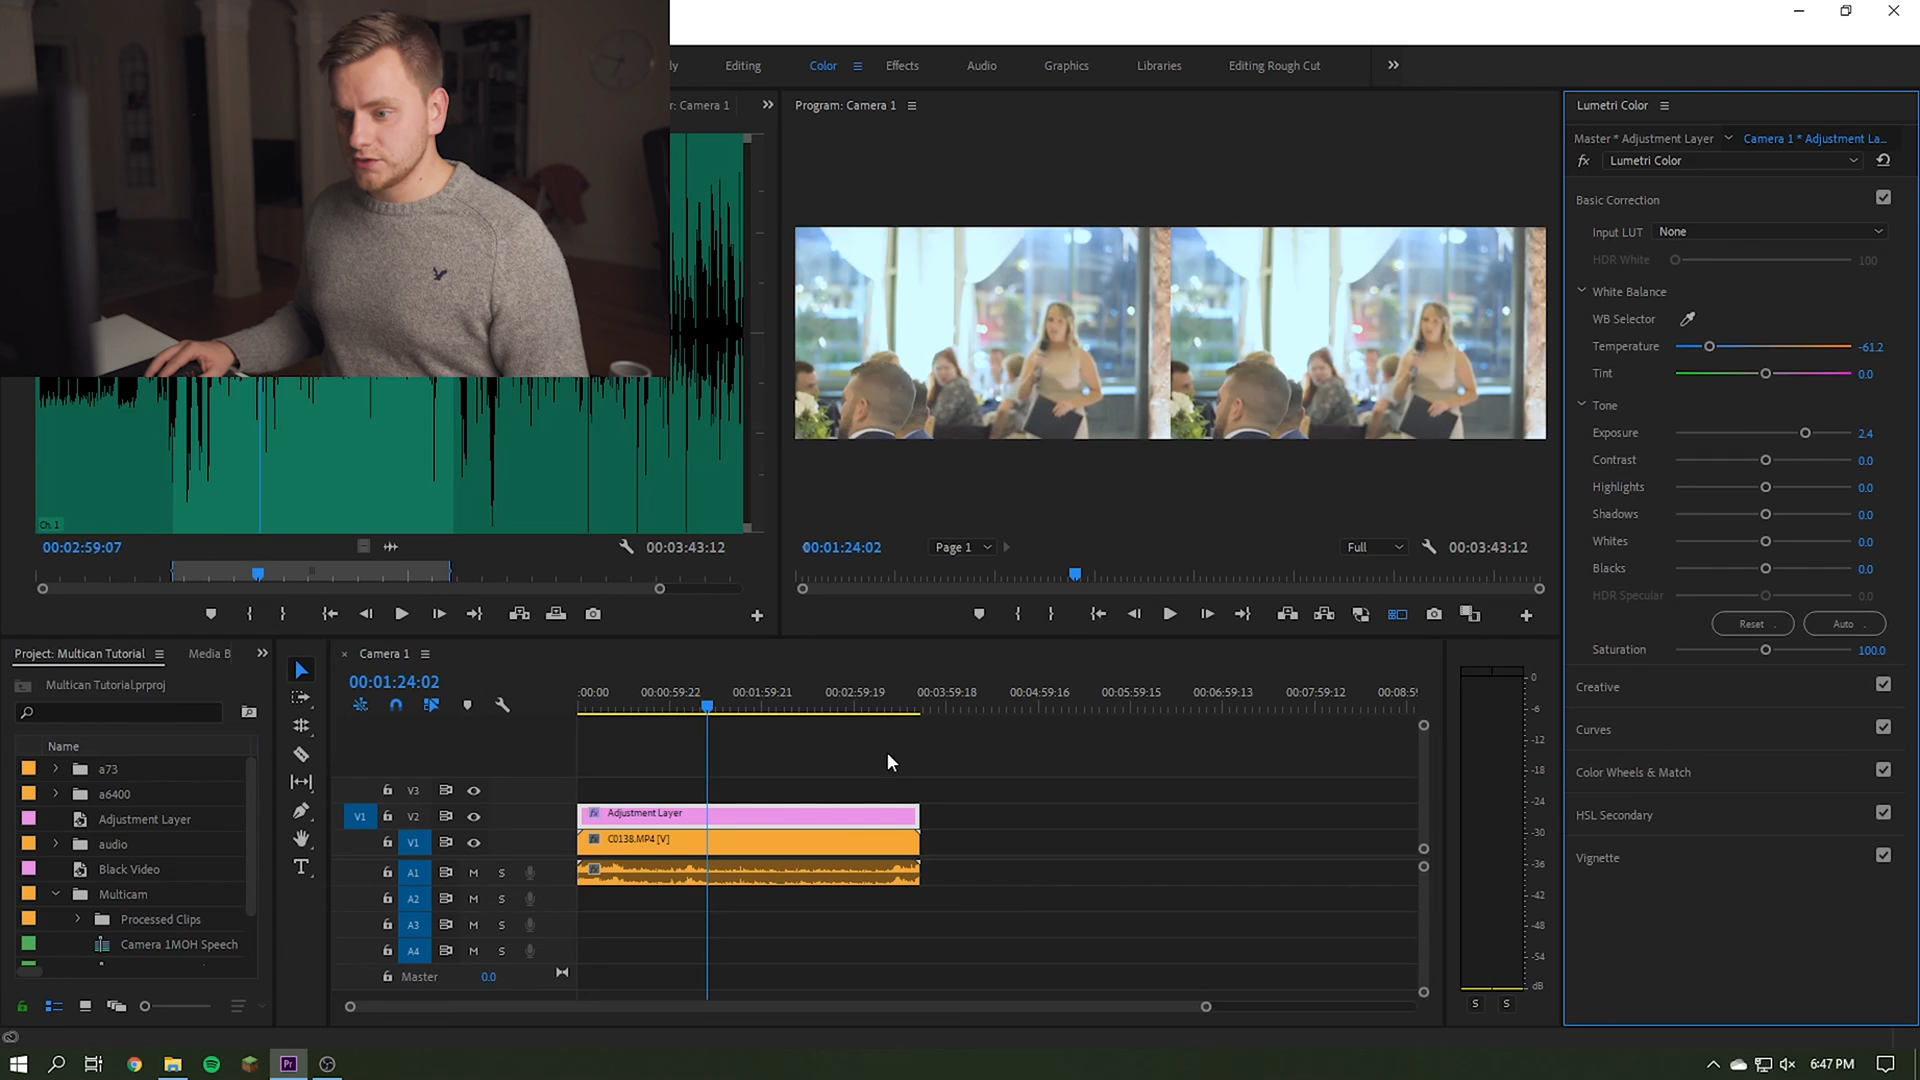 ly
Editing
Color
Effects
Audio
Graphics
Libraries
Editing Rough Cut
r: Camera 1
Program: Camera 1
Lumetri Color
Master * Adjustment Layer
Camera 1 * Adjustment La...
fx Lumetri Color
Basic Correction
Input LUT None
HDR White 100
White Balance
WB Selector
Temperature -61.2
Tint 0.0
Tone
Exposure 2.4
Contrast 0.0
Highlights 0.0
Shadows 0.0
Whites 0.0
Blacks 0.0
HDR Specular 0.0
Reset
Auto
Saturation 100.0
Creative
Curves
Color Wheels & Match
HSL Secondary
Vignette
Ch. 1
00:02:59:07
00:03:43:12
00:01:24:02
Page 1
Full
00:03:43:12
Project: Multican Tutorial
Media B
Multican Tutorial.prproj
Name
a73
a6400
Adjustment Layer
audio
Black Video
Multicam
Processed Clips
Camera 1MOH Speech
Camera 1
00:01:24:02
:00:00
00:00:59:22
00:01:59:21
00:02:59:19
00:03:59:18
00:04:59:16
00:05:59:15
00:06:59:13
00:07:59:12
00:08:59
V3
V1 V2
Adjustment Layer
V1
C0138.MP4 [V]
A1 M S
A2 M S
A3 M S
A4 M S
Master 0.0
0
-6
-12
-18
-24
-30
-36
-42
-48
-54
dB
S S
Pr
6:47 PM